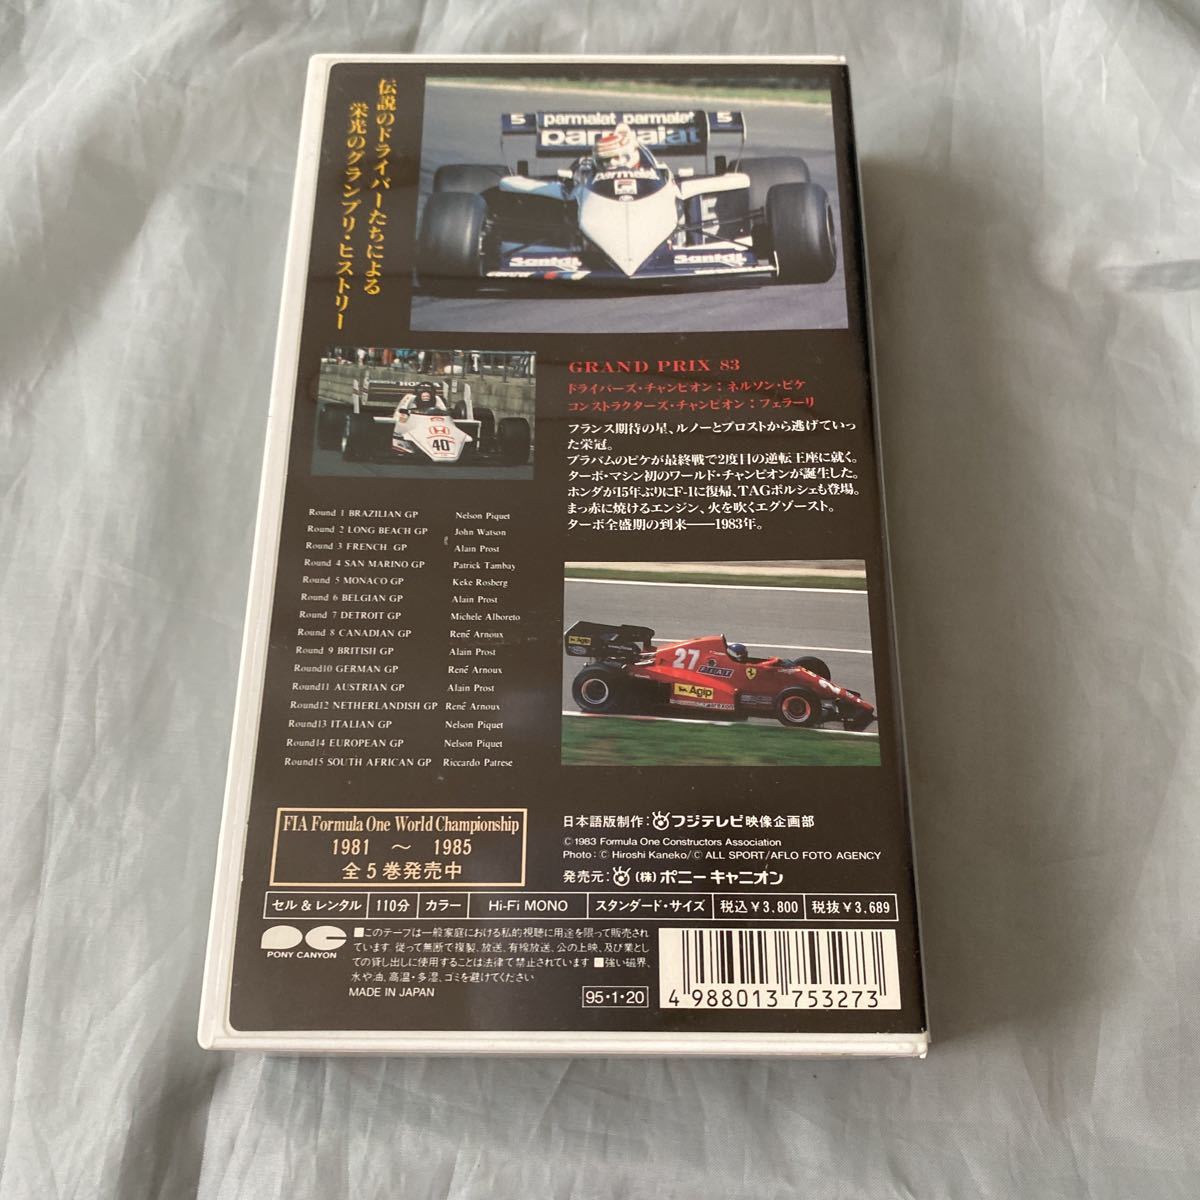 伝説のドライバーたちによる
栄光のグランプリ・ヒストリー
5 parmalat parmalat 5
parmalat
parmalat
5
Santàl
Santàl
HONDA
40
GRAND PRIX 83
ドライバーズ・チャンピオン：ネルソン・ピケ
コンストラクターズ・チャンピオン：フェラーリ
フランス期待の星、ルノーとプロストから逃げていっ
た栄冠。
ブラバムのピケが最終戦で2度目の逆転王座に就く。
ターボ・マシン初のワールド・チャンピオンが誕生した。
ホンダが15年ぶりにF-1に復帰、TAGポルシェも登場。
まっ赤に焼けるエンジン、火を吹くエグゾースト。
ターボ全盛期の到来――1983年。
Round 1 BRAZILIAN GP Nelson Piquet
Round 2 LONG BEACH GP John Watson
Round 3 FRENCH GP Alain Prost
Round 4 SAN MARINO GP Patrick Tambay
Round 5 MONACO GP Keke Rosberg
Round 6 BELGIAN GP Alain Prost
Round 7 DETROIT GP Michele Alboreto
Round 8 CANADIAN GP René Arnoux
Round 9 BRITISH GP Alain Prost
Round10 GERMAN GP René Arnoux
Round11 AUSTRIAN GP Alain Prost
Round12 NETHERLANDISH GP René Arnoux
Round13 ITALIAN GP Nelson Piquet
Round14 EUROPEAN GP Nelson Piquet
Round15 SOUTH AFRICAN GP Riccardo Patrese
Agip
27
FIAT
Agip
FIA Formula One World Championship
1981 ～ 1985
全5巻発売中
日本語版制作：フジテレビ映像企画部
©1983 Formula One Constructors Association
Photo：© Hiroshi Kaneko/© ALL SPORT/AFLO FOTO AGENCY
発売元：(株) ポニーキャニオン
セル＆レンタル 110分 カラー Hi-Fi MONO スタンダード・サイズ 税込￥3,800 税抜￥3,689
PONY CANYON
■このテープは一般家庭における私的視聴に用途を限って販売され
ています. 従って無断で複製, 放送, 有線放送, 公の上映, 及び業とし
ての貸し出しに使用することは法律で禁止されています ■強い磁界、
水や油, 高温・多湿, ゴミを避けてください
MADE IN JAPAN
95・1・20
4 988013 753273